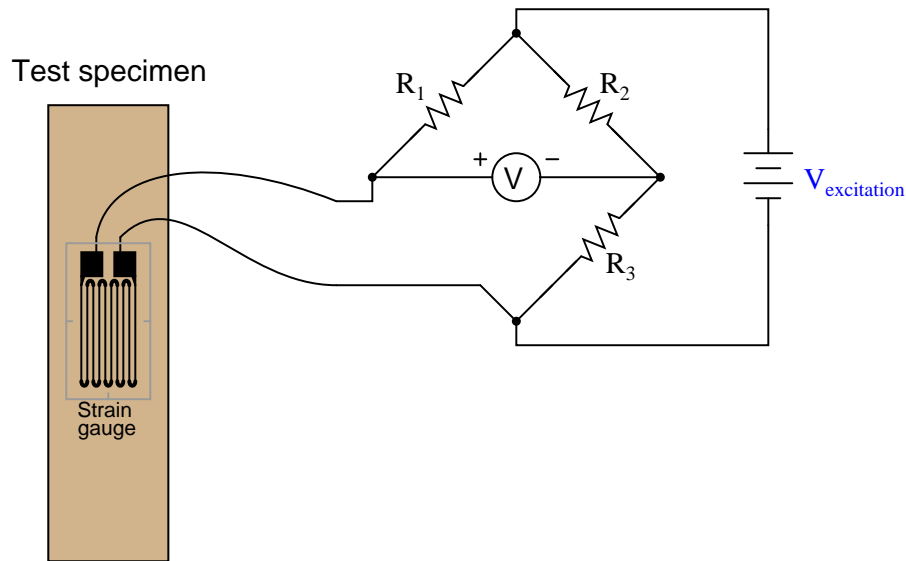 Test specimen
R1
R2
+ V −
Vexcitation
R3
Strain
gauge